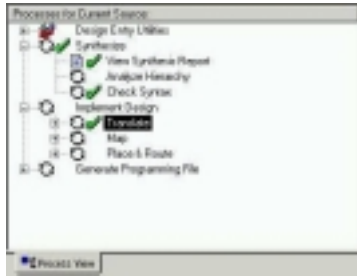 Processes for Current Source:
Design Entry Utilities
Synthesize
View Synthesis Report
Analyze Hierarchy
Check Syntax
Implement Design
Translate
Map
Place & Route
Generate Programming File
Process View